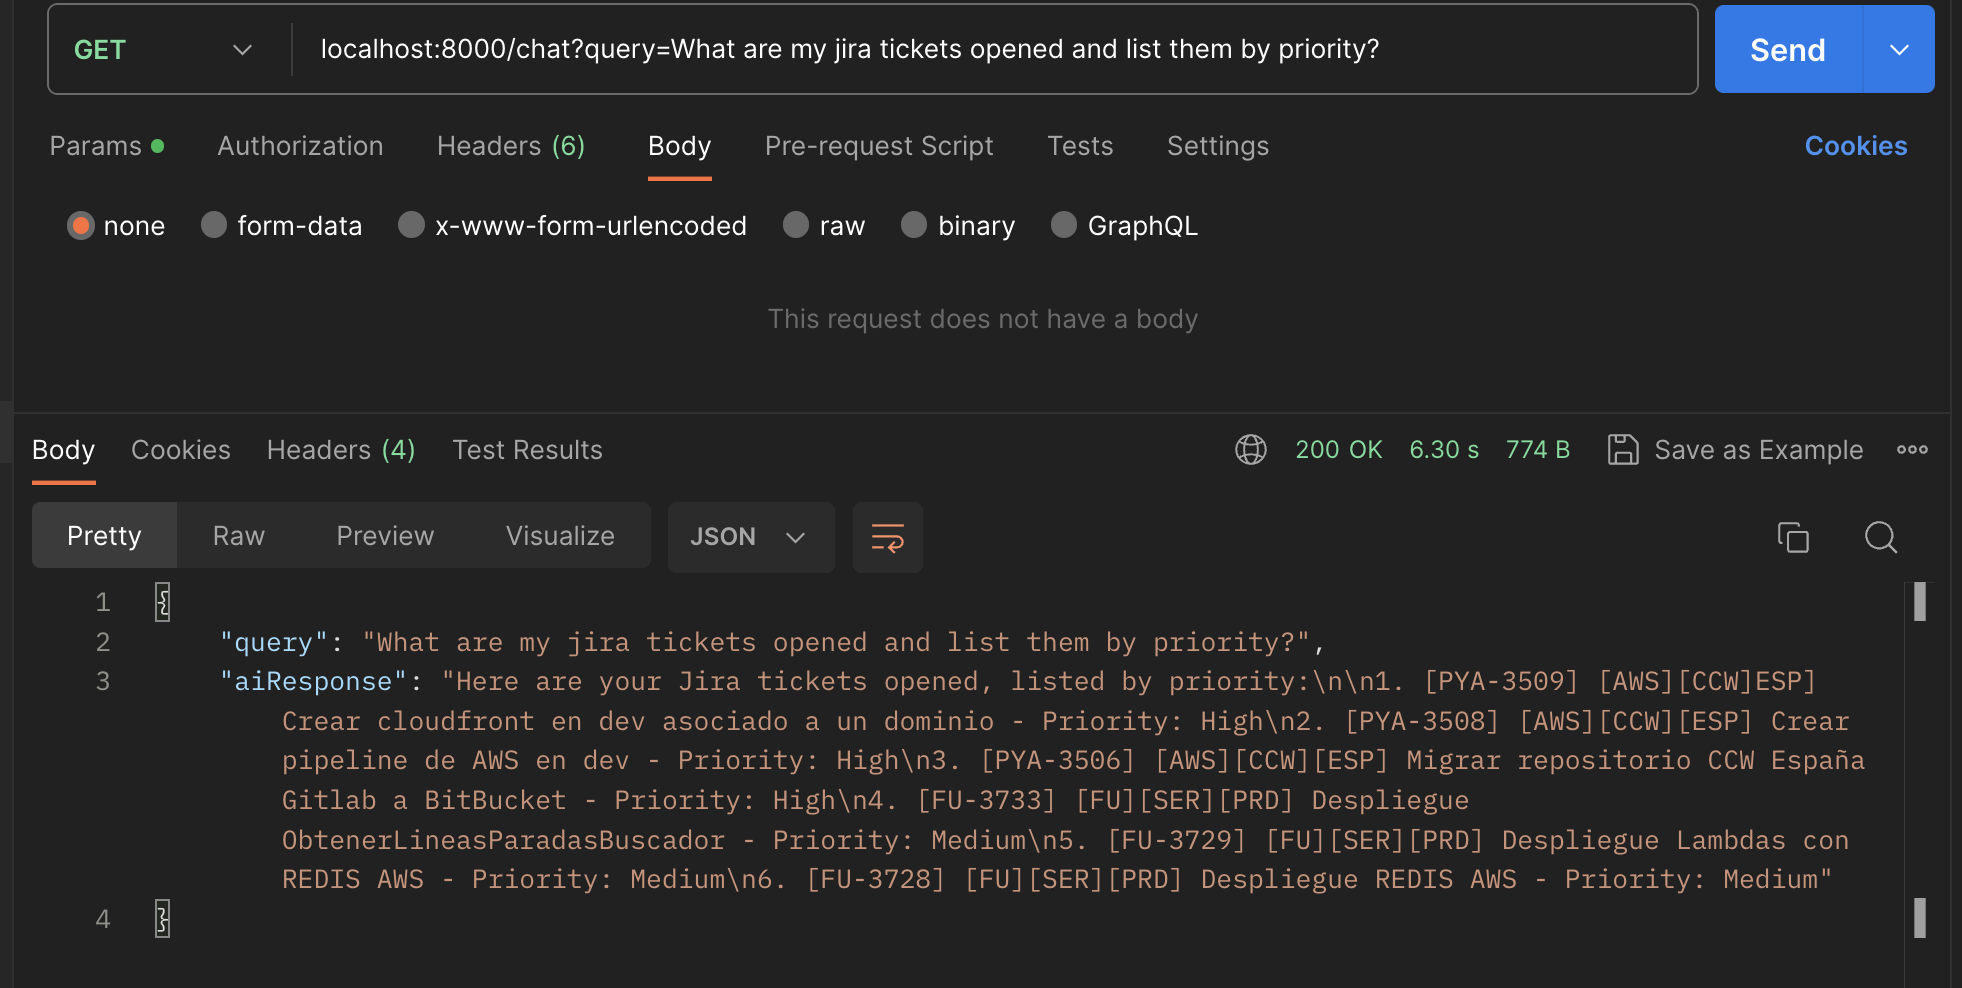 GET localhost:8000/chat?query=What are my jira tickets opened and list them by priority? Send
Params Authorization Headers (6) Body Pre-request Script Tests Settings Cookies
none form-data x-www-form-urlencoded raw binary GraphQL
This request does not have a body
Body Cookies Headers (4) Test Results 200 OK 6.30 s 774 B Save as Example
Pretty Raw Preview Visualize JSON
1 {
2 "query": "What are my jira tickets opened and list them by priority?",
3 "aiResponse": "Here are your Jira tickets opened, listed by priority:\n\n1. [PYA-3509] [AWS][CCW]ESP]
Crear cloudfront en dev asociado a un dominio - Priority: High\n2. [PYA-3508] [AWS][CCW][ESP] Crear
pipeline de AWS en dev - Priority: High\n3. [PYA-3506] [AWS][CCW][ESP] Migrar repositorio CCW España
Gitlab a BitBucket - Priority: High\n4. [FU-3733] [FU][SER][PRD] Despliegue
ObtenerLineasParadasBuscador - Priority: Medium\n5. [FU-3729] [FU][SER][PRD] Despliegue Lambdas con
REDIS AWS - Priority: Medium\n6. [FU-3728] [FU][SER][PRD] Despliegue REDIS AWS - Priority: Medium"
4 }